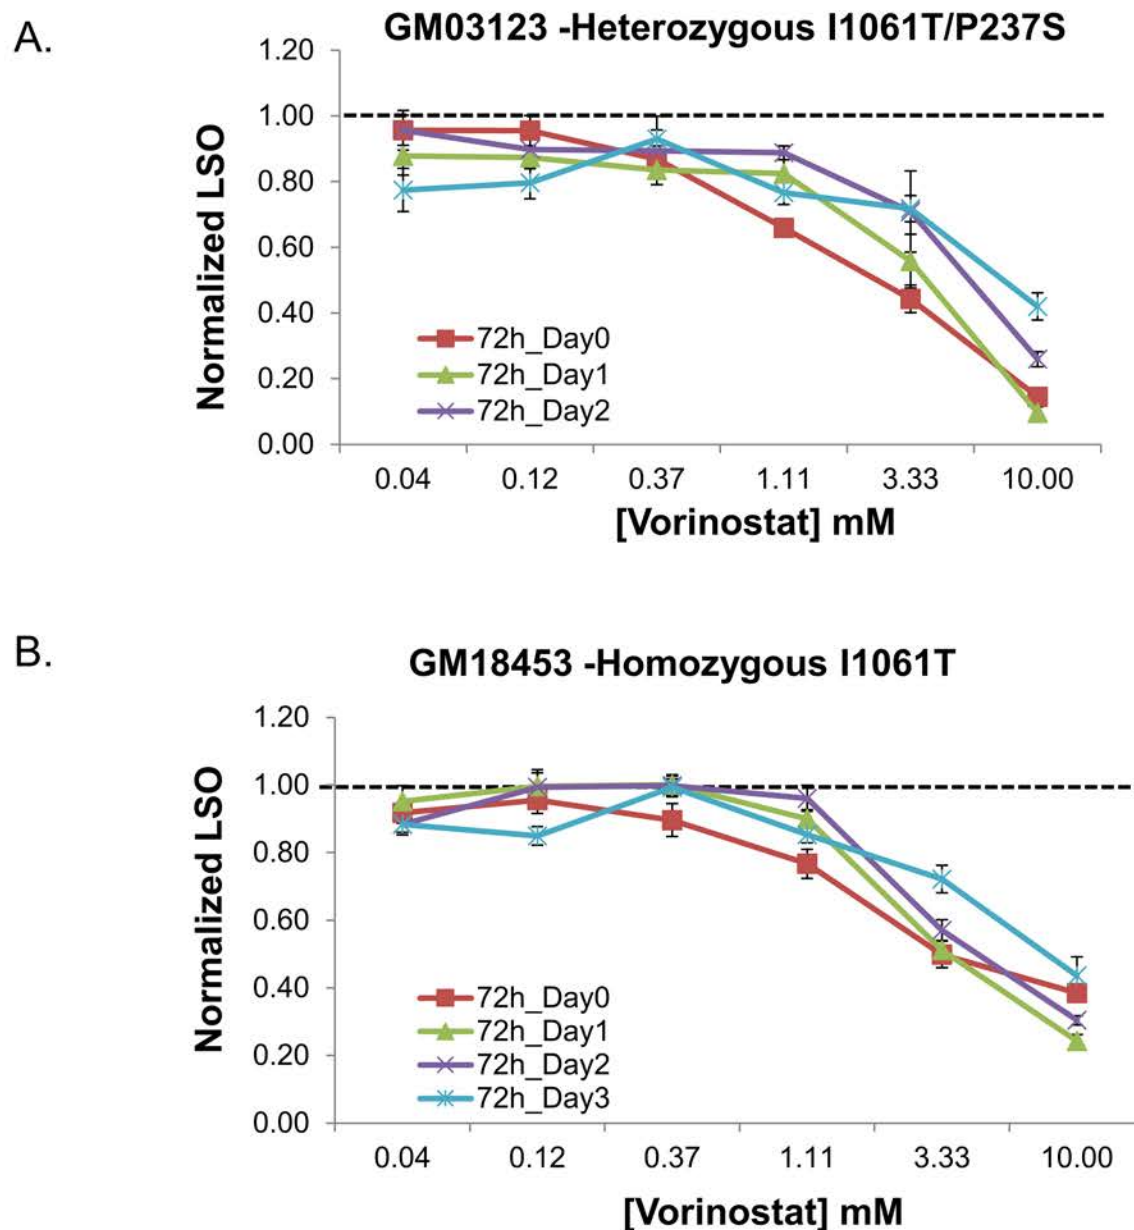 A.
GM03123 -Heterozygous I1061T/P237S
1.20
1.00
0.80
0.60
0.40
0.20
0.00
Normalized LSO
72h_Day0
72h_Day1
72h_Day2
0.04 0.12 0.37 1.11 3.33 10.00
[Vorinostat] mM
B.
GM18453 -Homozygous I1061T
1.20
1.00
0.80
0.60
0.40
0.20
0.00
Normalized LSO
72h_Day0
72h_Day1
72h_Day2
72h_Day3
0.04 0.12 0.37 1.11 3.33 10.00
[Vorinostat] mM